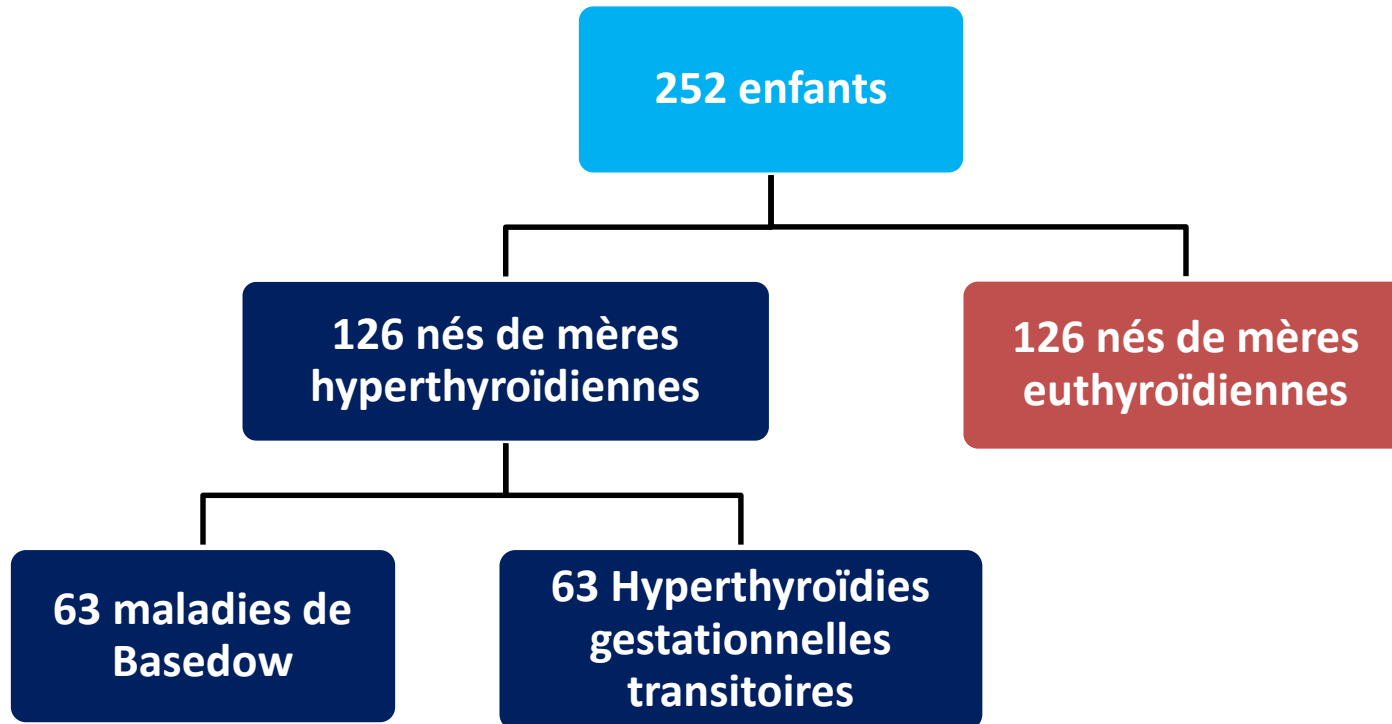 252 enfants
126 nés de mères
hyperthyroïdiennes
126 nés de mères
euthyroïdiennes
63 maladies de
Basedow
63 Hyperthyroïdies
gestationnelles
transitoires